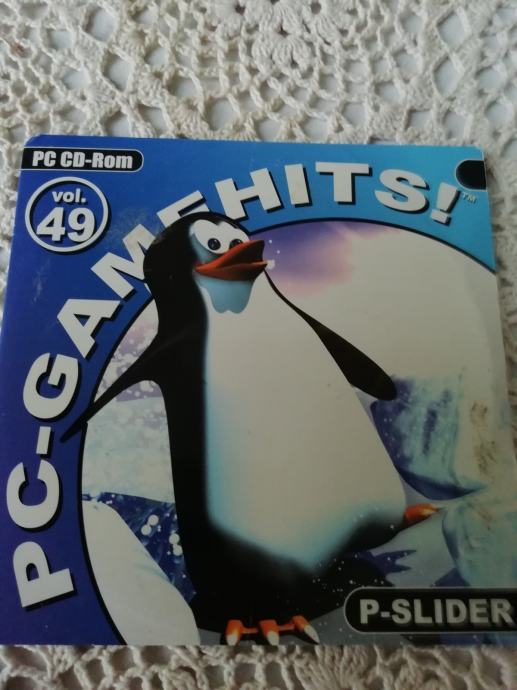 PC CD-Rom
vol.
49
PC-GAMEHITS!™
P-SLIDER